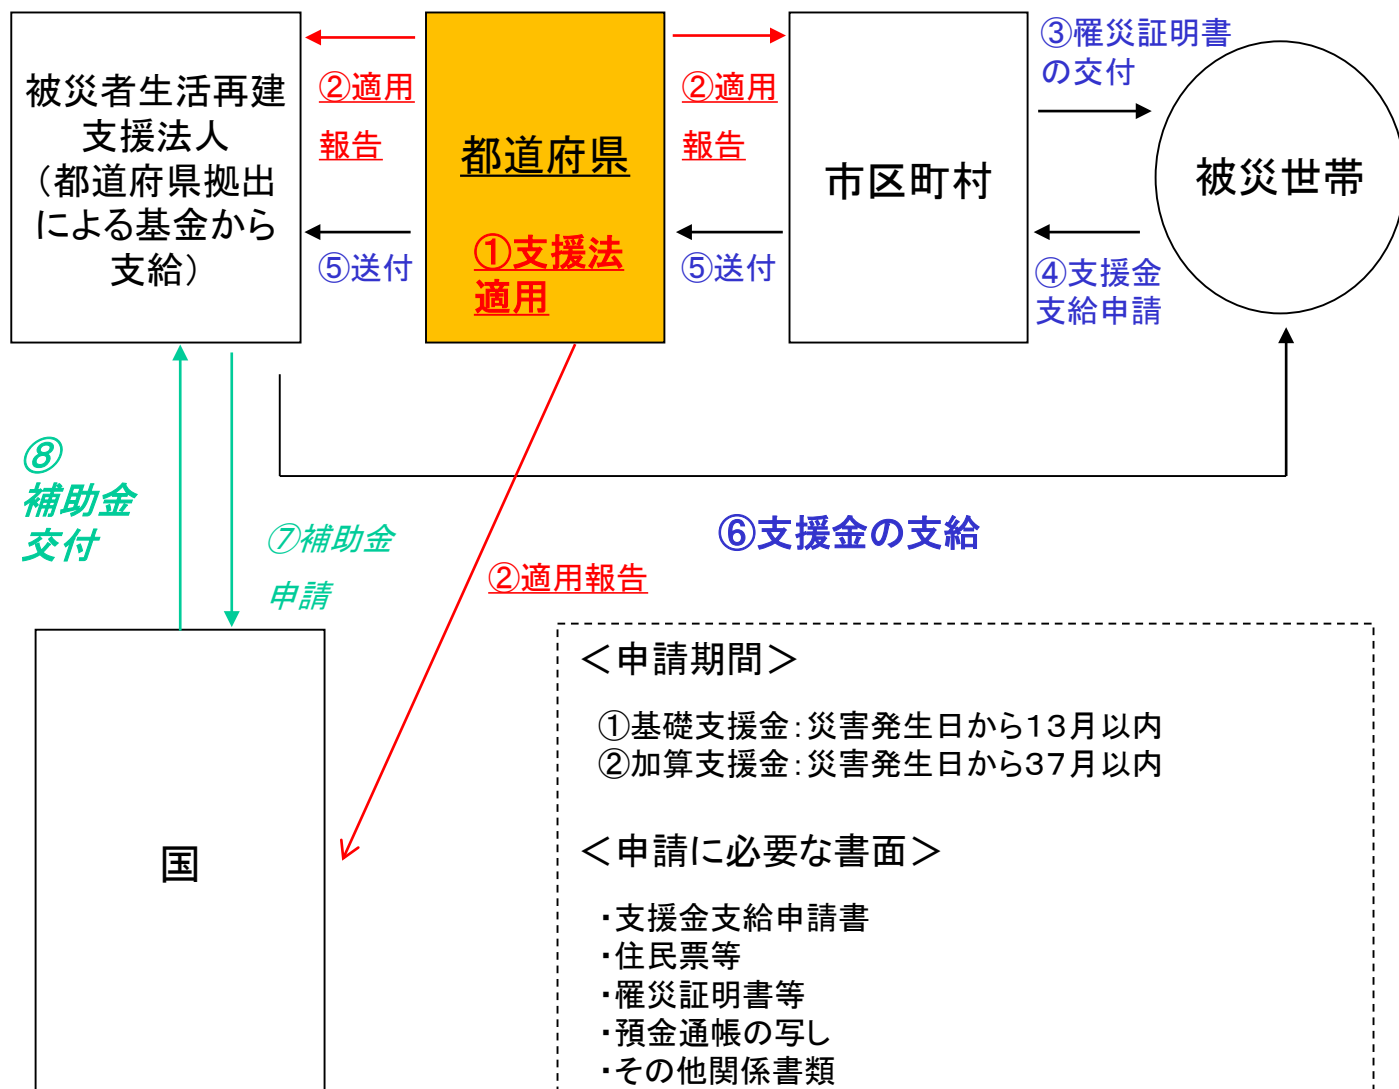 被災者生活再建
支援法人
（都道府県拠出
による基金から
支給）
②適用
報告
⑤送付
都道府県
①支援法
適用
②適用
報告
⑤送付
市区町村
③罹災証明書
の交付
④支援金
支給申請
被災世帯
⑧
補助金
交付
⑦補助金
申請
②適用報告
⑥支援金の支給
国
＜申請期間＞
①基礎支援金：災害発生日から１３月以内
②加算支援金：災害発生日から３７月以内
＜申請に必要な書面＞
・支援金支給申請書
・住民票等
・罹災証明書等
・預金通帳の写し
・その他関係書類